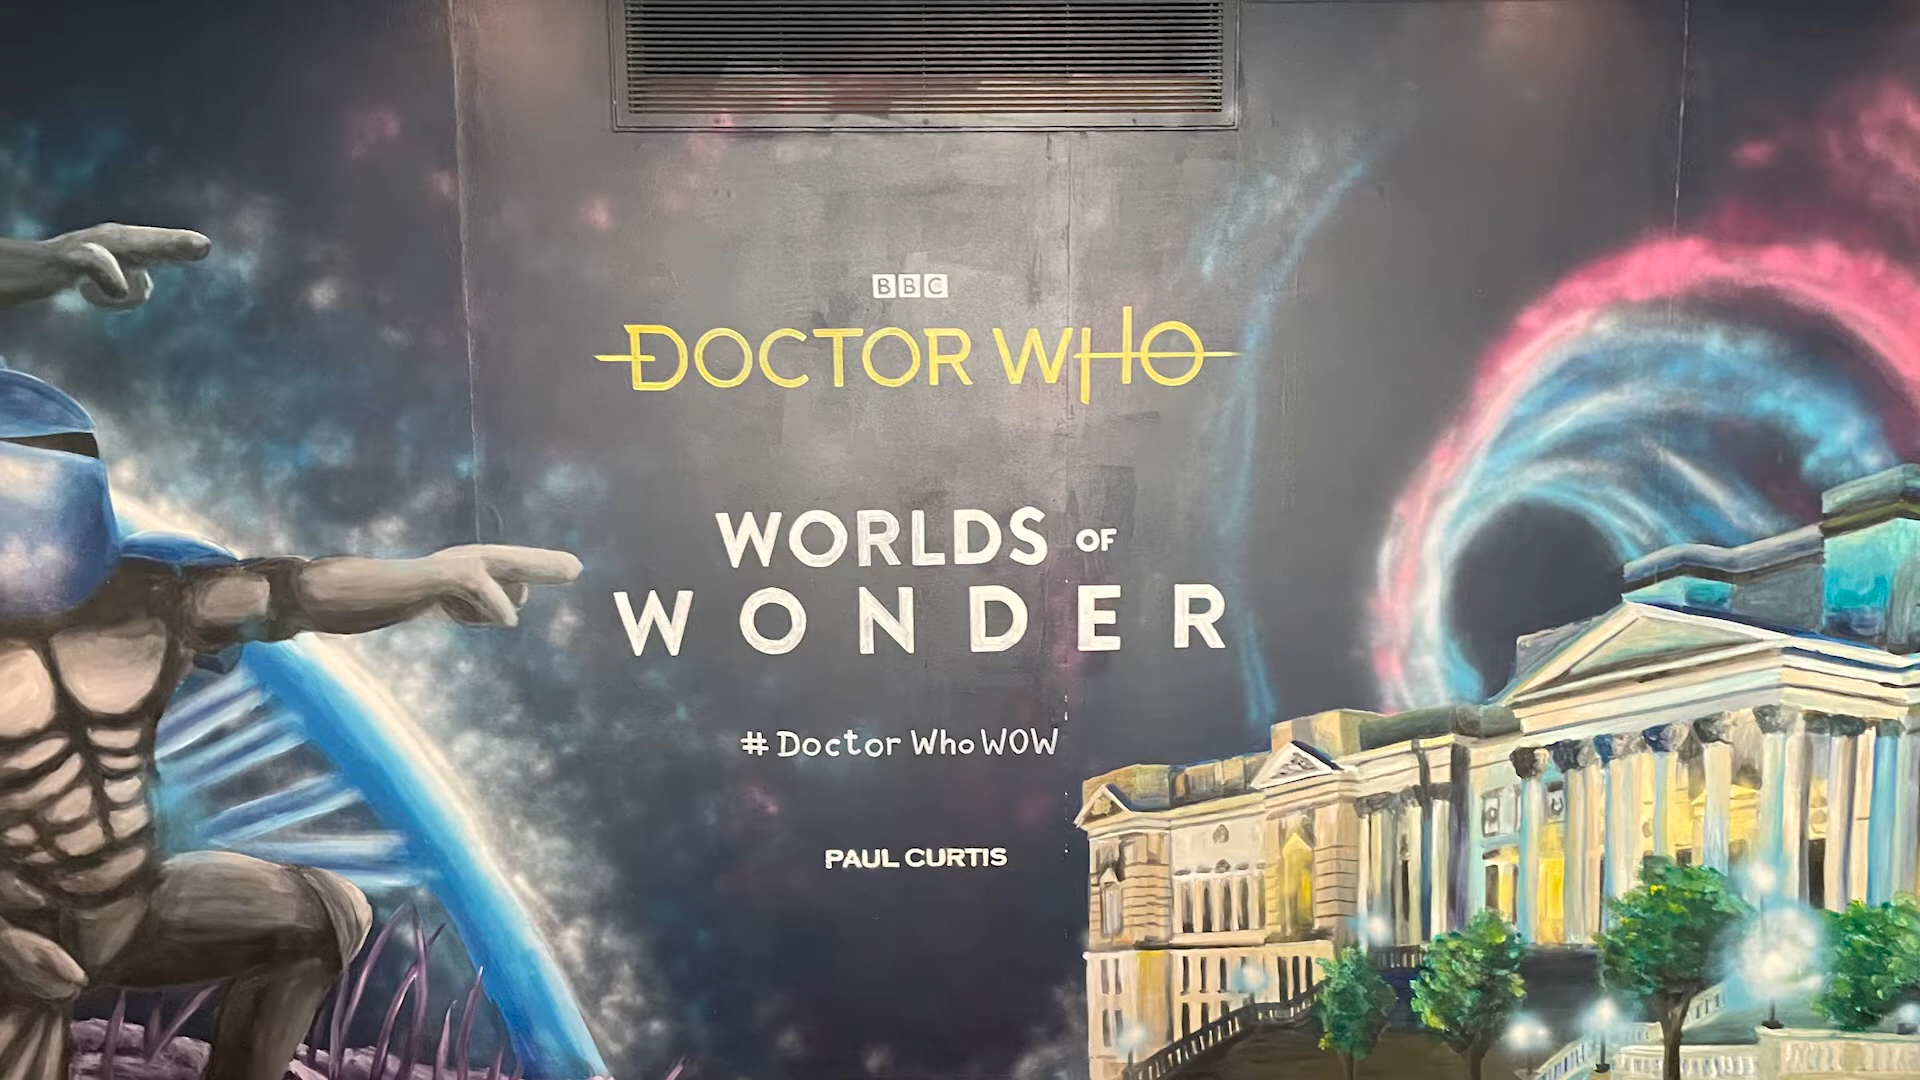 BBC
DOCTOR WHO
WORLDS OF
WONDER
#DoctorWhoWOW
PAUL CURTIS